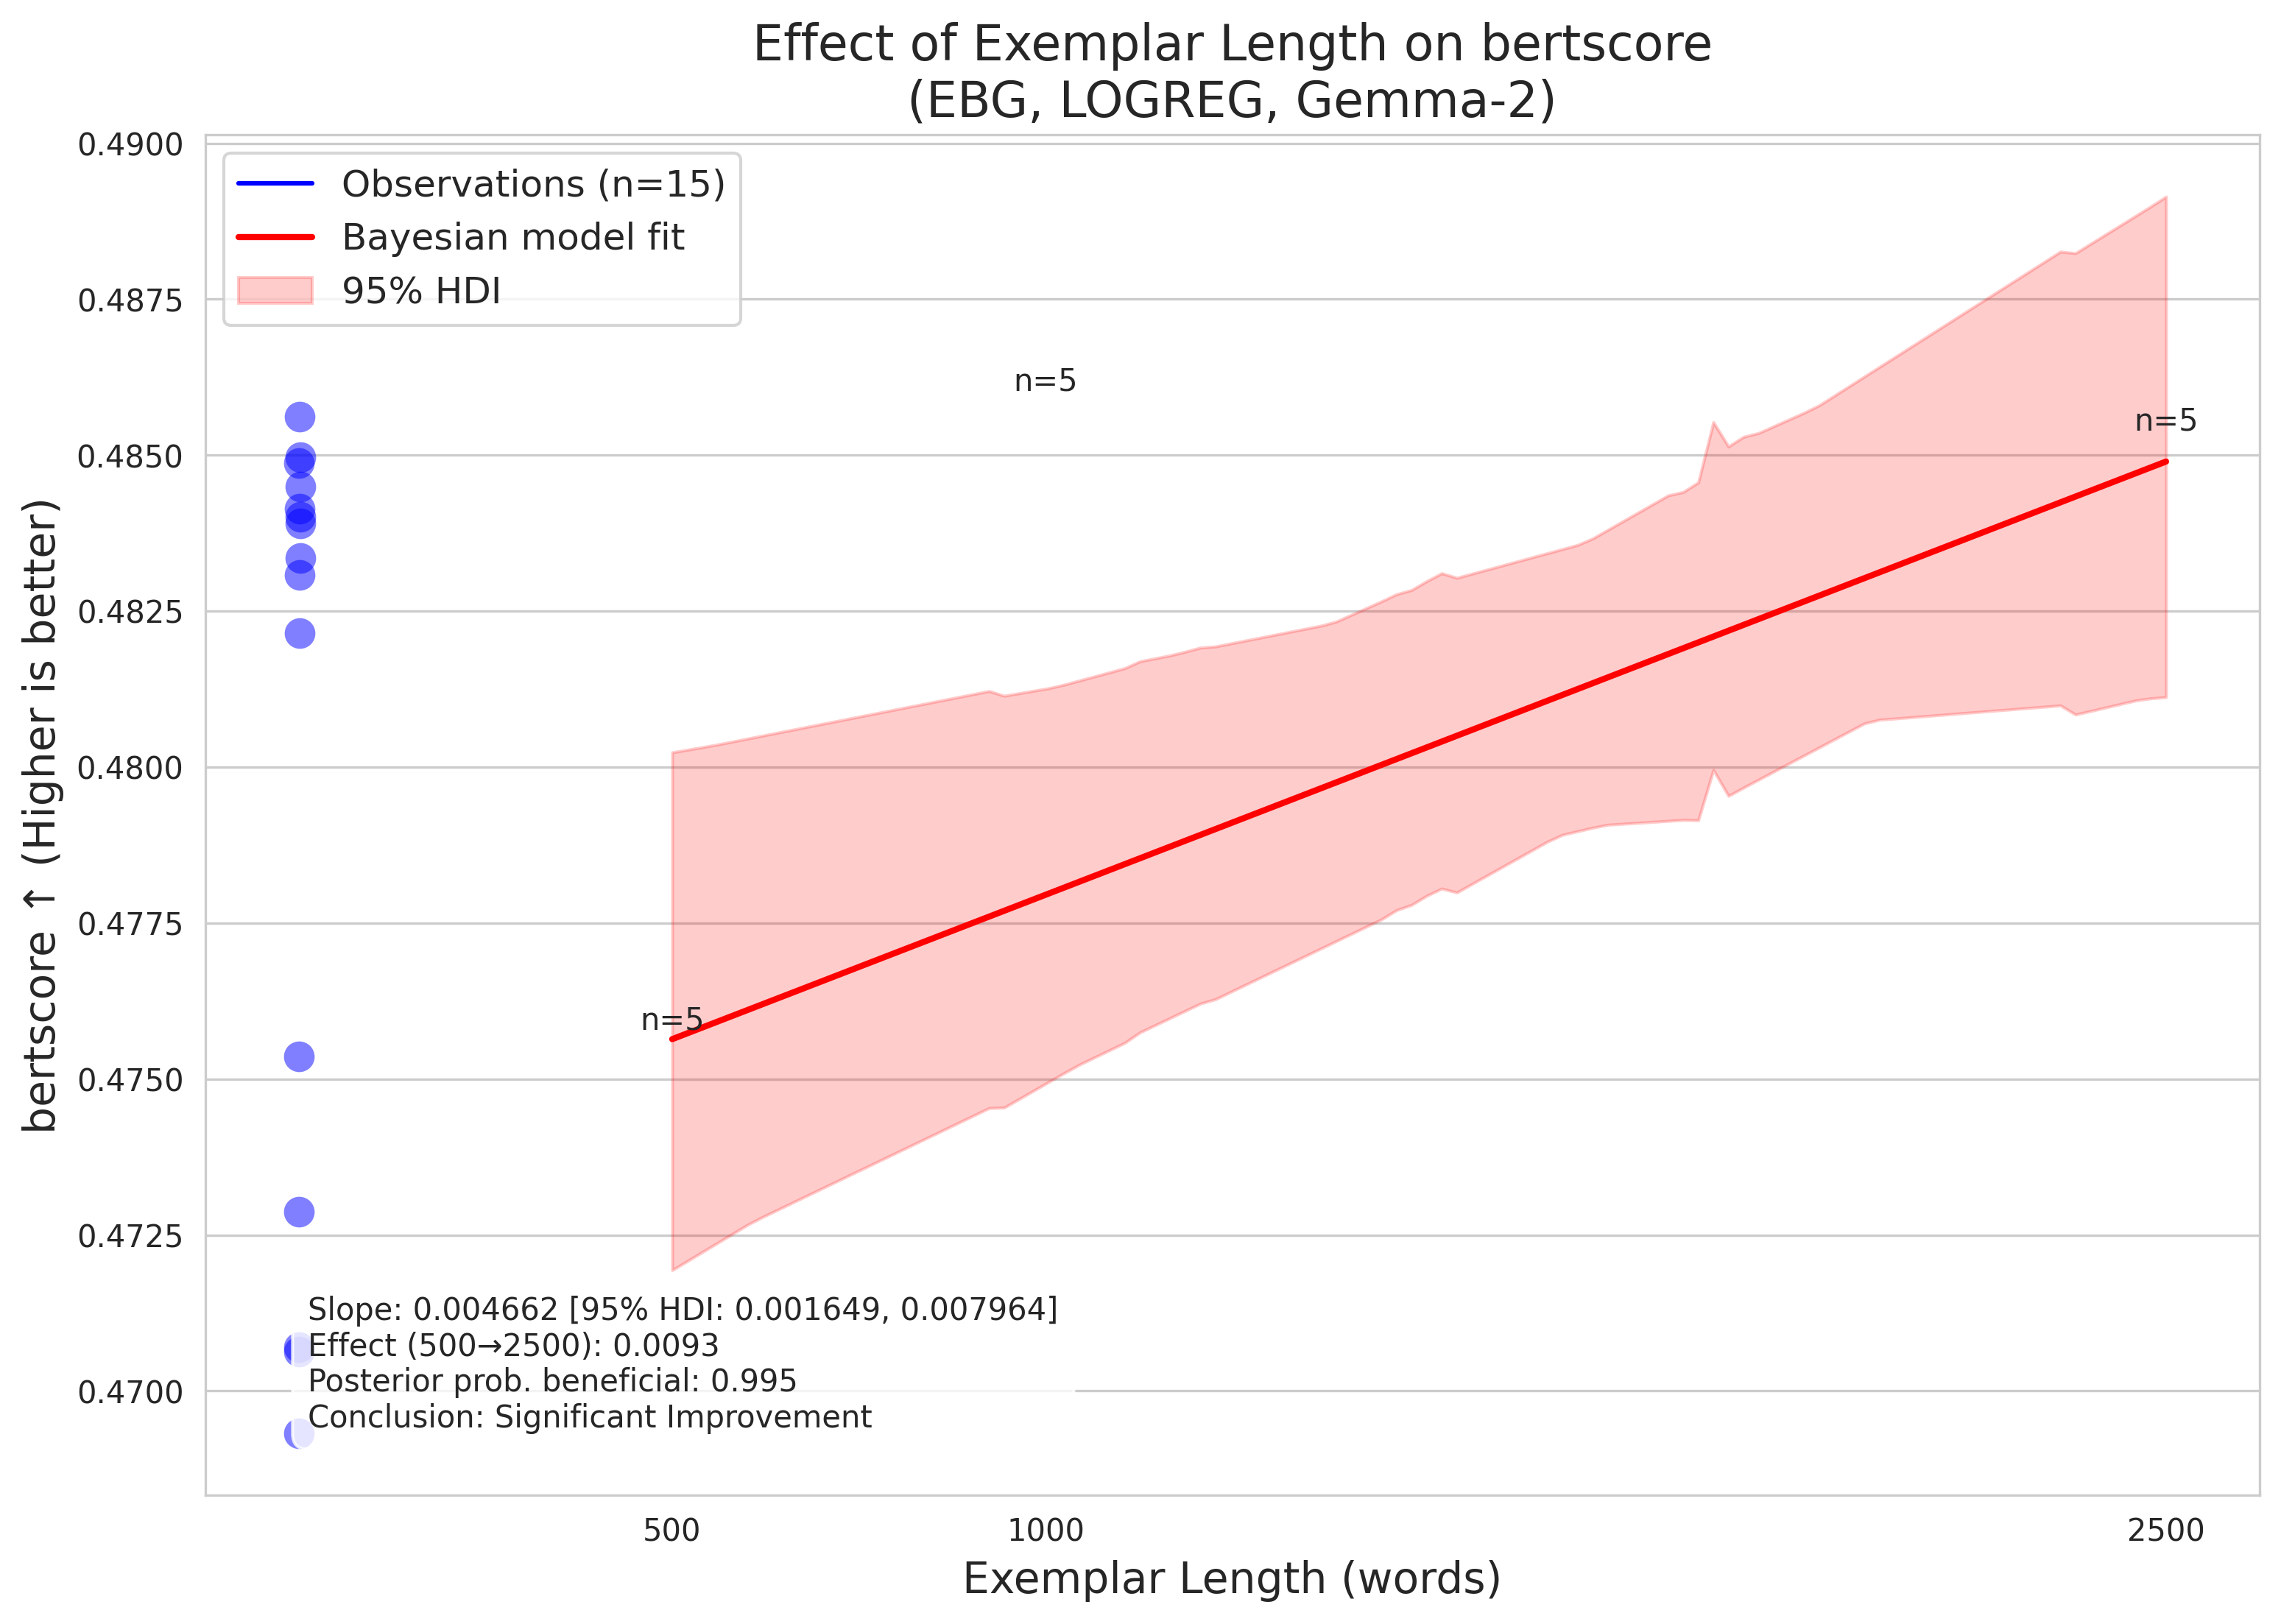 Effect of Exemplar Length on bertscore
(EBG, LOGREG, Gemma-2)
bertscore ↑ (Higher is better)
0.4900
0.4875
0.4850
0.4825
0.4800
0.4775
0.4750
0.4725
0.4700
Observations (n=15)
Bayesian model fit
95% HDI
n=5
n=5
n=5
Slope: 0.004662 [95% HDI: 0.001649, 0.007964]
Effect (500→2500): 0.0093
Posterior prob. beneficial: 0.995
Conclusion: Significant Improvement
500 1000 2500
Exemplar Length (words)